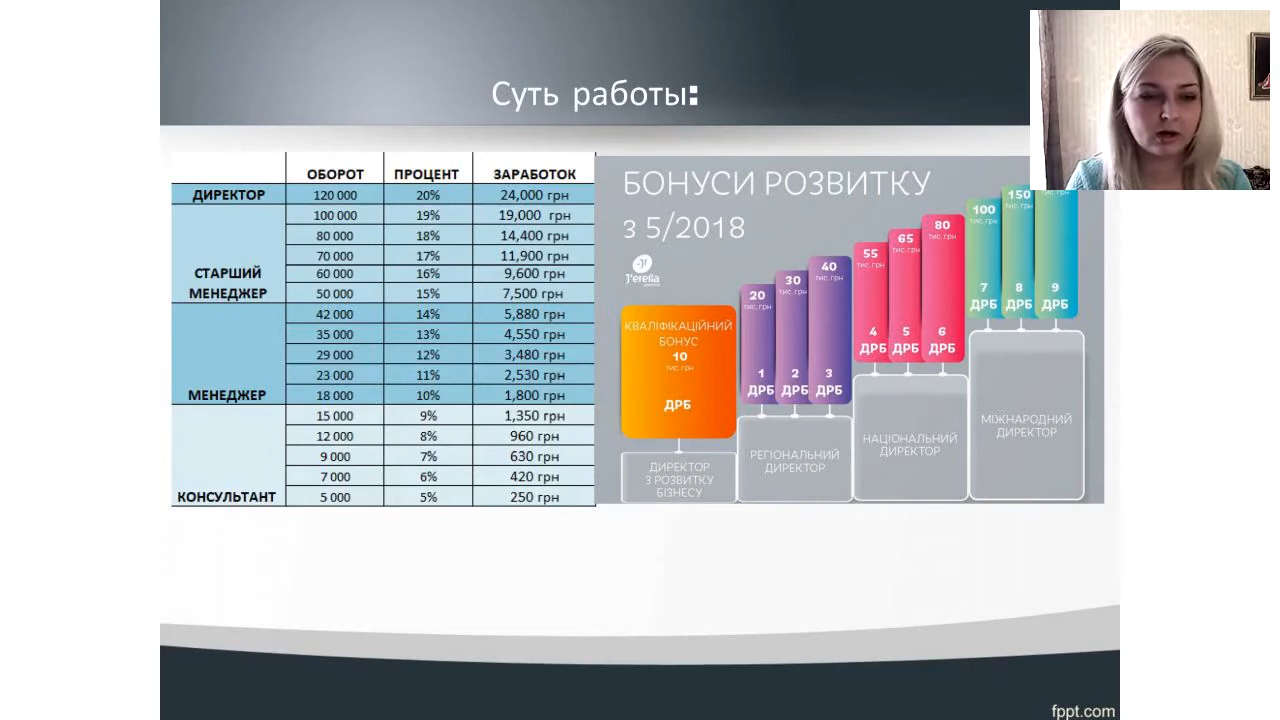 Суть работы:
ОБОРОТ ПРОЦЕНТ ЗАРАБОТОК
ДИРЕКТОР 120 000 20% 24,000 грн
100 000 19% 19,000 грн
80 000 18% 14,400 грн
70 000 17% 11,900 грн
СТАРШИЙ 60 000 16% 9,600 грн
МЕНЕДЖЕР 50 000 15% 7,500 грн
42 000 14% 5,880 грн
35 000 13% 4,550 грн
29 000 12% 3,480 грн
23 000 11% 2,530 грн
МЕНЕДЖЕР 18 000 10% 1,800 грн
15 000 9% 1,350 грн
12 000 8% 960 грн
9 000 7% 630 грн
7 000 6% 420 грн
КОНСУЛЬТАНТ 5 000 5% 250 грн
БОНУСИ РОЗВИТКУ
з 5/2018
J'erelia
КВАЛІФІКАЦІЙНИЙ
БОНУС
10
тис. грн
ДРБ
ДИРЕКТОР
З РОЗВИТКУ
БІЗНЕСУ
20
тис. грн
1
ДРБ
30
тис. грн
2
ДРБ
40
тис. грн
3
ДРБ
РЕГІОНАЛЬНИЙ
ДИРЕКТОР
55
тис. грн
4
ДРБ
65
тис. грн
5
ДРБ
80
тис. грн
6
ДРБ
НАЦІОНАЛЬНИЙ
ДИРЕКТОР
100
тис. грн
7
ДРБ
150
тис. грн
8
ДРБ
тис. грн
9
ДРБ
МІЖНАРОДНИЙ
ДИРЕКТОР
fppt.com